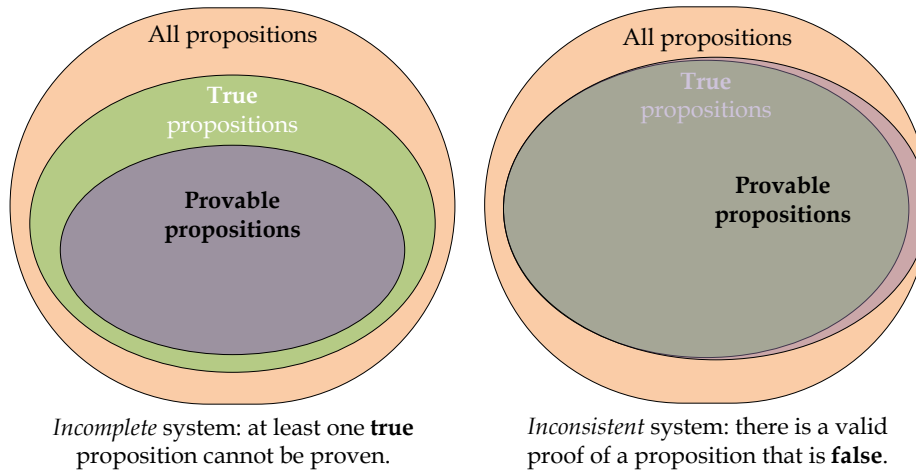 All propositions
True
propositions
Provable
propositions
Incomplete system: at least one true
proposition cannot be proven.
All propositions
True
propositions
Provable
propositions
Inconsistent system: there is a valid
proof of a proposition that is false.